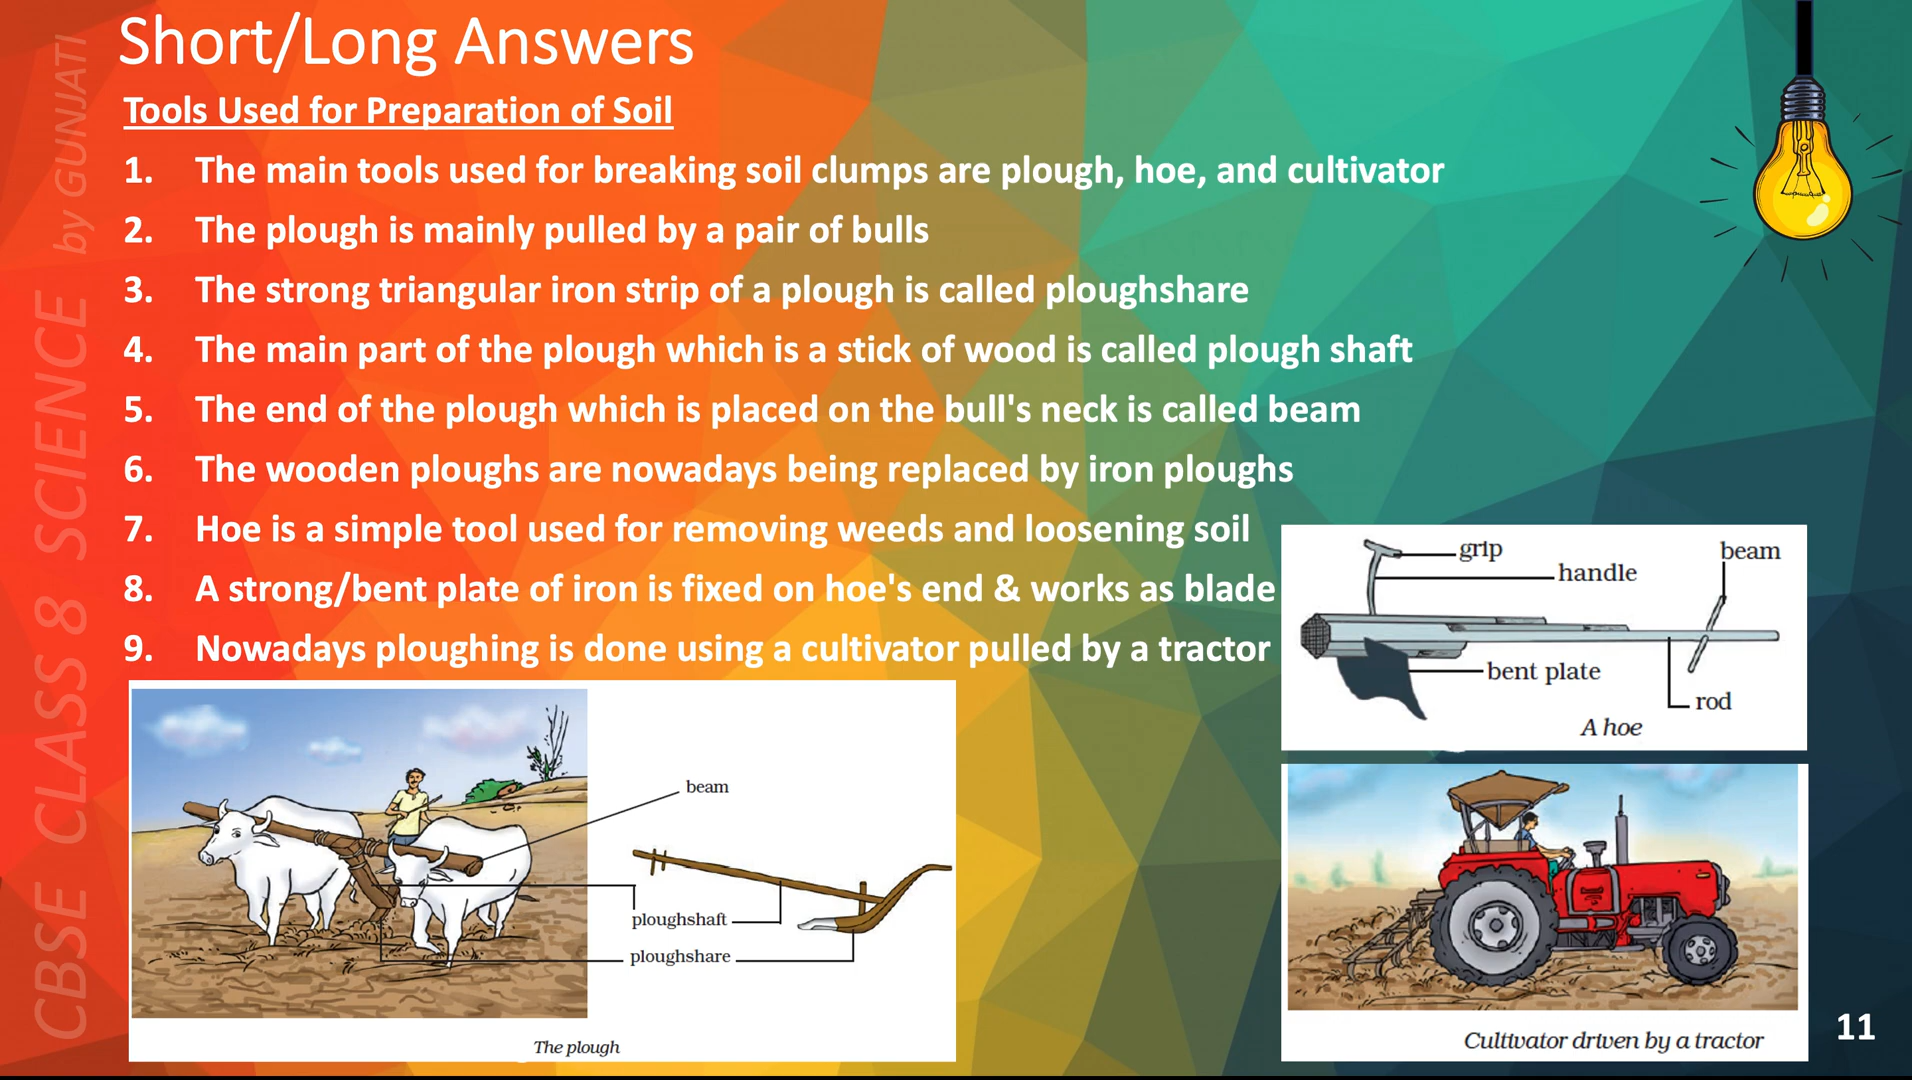 Short/Long Answers
Tools Used for Preparation of Soil
1. The main tools used for breaking soil clumps are plough, hoe, and cultivator
2. The plough is mainly pulled by a pair of bulls
3. The strong triangular iron strip of a plough is called ploughshare
4. The main part of the plough which is a stick of wood is called plough shaft
5. The end of the plough which is placed on the bull's neck is called beam
6. The wooden ploughs are nowadays being replaced by iron ploughs
7. Hoe is a simple tool used for removing weeds and loosening soil
8. A strong/bent plate of iron is fixed on hoe's end & works as blade
9. Nowadays ploughing is done using a cultivator pulled by a tractor
CBSE CLASS 8 SCIENCE by GUNJATI
grip
handle
beam
bent plate
rod
A hoe
beam
ploughshaft
ploughshare
The plough
Cultivator driven by a tractor
11